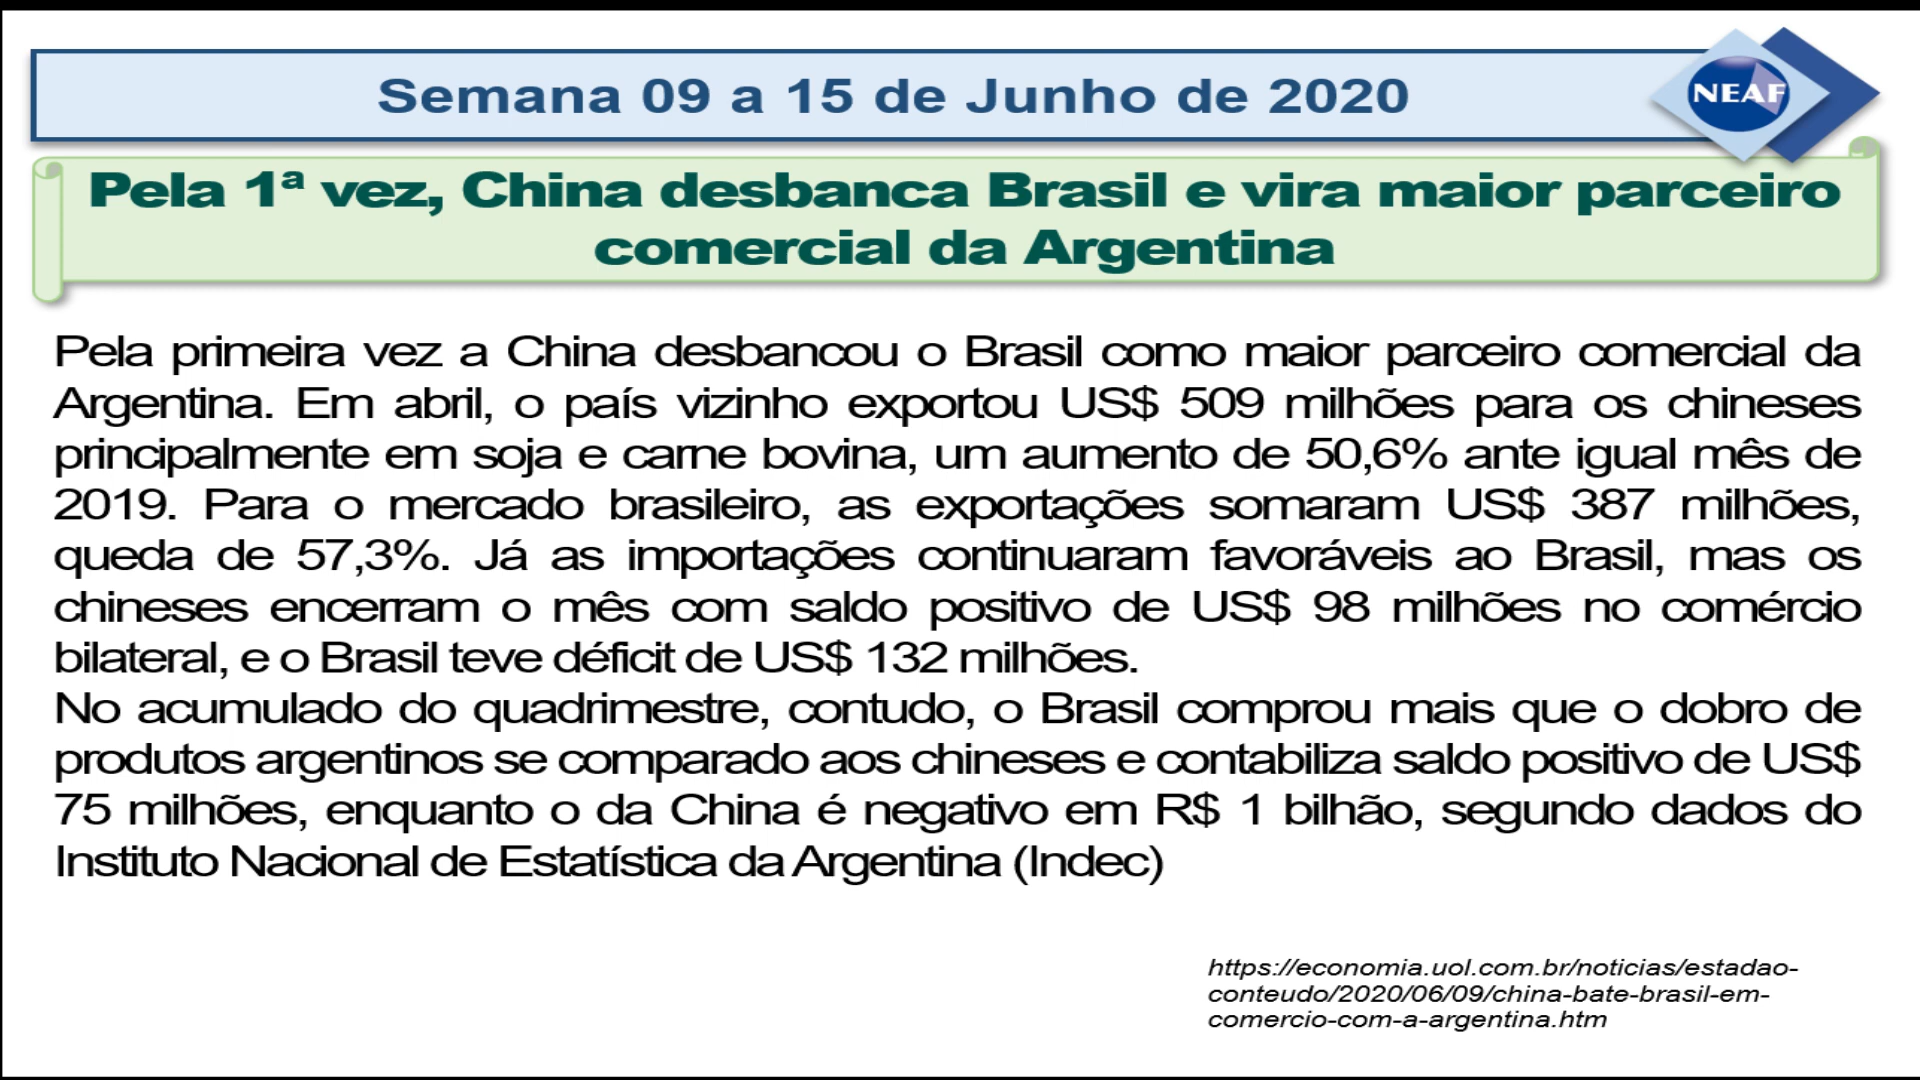 Semana 09 a 15 de Junho de 2020
NEAF
Pela 1ª vez, China desbanca Brasil e vira maior parceiro
comercial da Argentina
Pela primeira vez a China desbancou o Brasil como maior parceiro comercial da
Argentina. Em abril, o país vizinho exportou US$ 509 milhões para os chineses
principalmente em soja e carne bovina, um aumento de 50,6% ante igual mês de
2019. Para o mercado brasileiro, as exportações somaram US$ 387 milhões,
queda de 57,3%. Já as importações continuaram favoráveis ao Brasil, mas os
chineses encerram o mês com saldo positivo de US$ 98 milhões no comércio
bilateral, e o Brasil teve déficit de US$ 132 milhões.
No acumulado do quadrimestre, contudo, o Brasil comprou mais que o dobro de
produtos argentinos se comparado aos chineses e contabiliza saldo positivo de US$
75 milhões, enquanto o da China é negativo em R$ 1 bilhão, segundo dados do
Instituto Nacional de Estatística da Argentina (Indec)
https://economia.uol.com.br/noticias/estadao-
conteudo/2020/06/09/china-bate-brasil-em-
comercio-com-a-argentina.htm